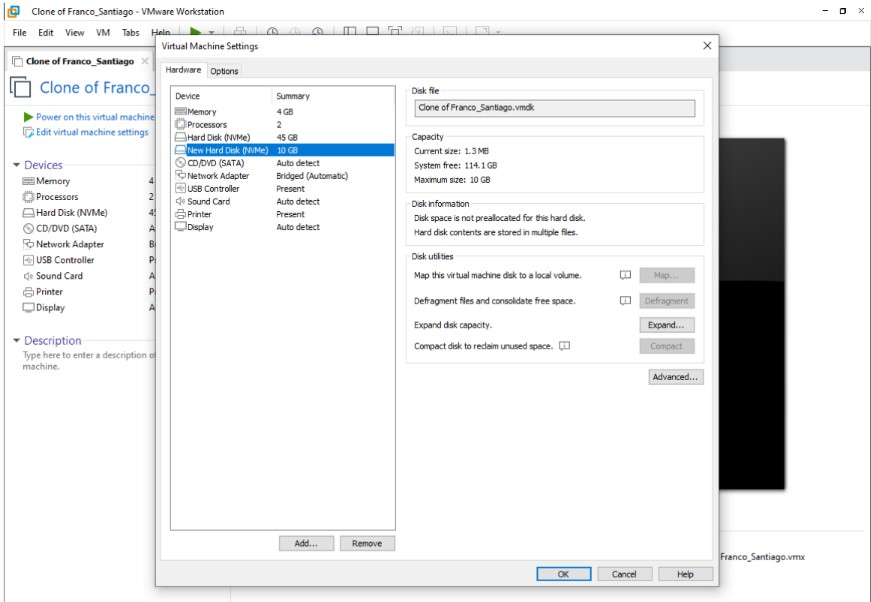 Clone of Franco_Santiago - VMware Workstation
File Edit View VM Tabs Help
Clone of Franco_Santiago
Clone of Franco_
Power on this virtual machine
Edit virtual machine settings
Devices
Memory 4
Processors 2
Hard Disk (NVMe) 4
CD/DVD (SATA) A
Network Adapter B
USB Controller P
Sound Card A
Printer P
Display A
Description
Type here to enter a description of
machine.
Virtual Machine Settings
Hardware Options
Device Summary
Memory 4 GB
Processors 2
Hard Disk (NVMe) 45 GB
New Hard Disk (NVMe) 10 GB
CD/DVD (SATA) Auto detect
Network Adapter Bridged (Automatic)
USB Controller Present
Sound Card Auto detect
Printer Present
Display Auto detect
Add... Remove
Disk file
Clone of Franco_Santiago.vmdk
Capacity
Current size: 1.3 MB
System free: 114.1 GB
Maximum size: 10 GB
Disk information
Disk space is not preallocated for this hard disk.
Hard disk contents are stored in multiple files.
Disk utilities
Map this virtual machine disk to a local volume. Map...
Defragment files and consolidate free space. Defragment
Expand disk capacity. Expand...
Compact disk to reclaim unused space. Compact
Advanced...
OK Cancel Help
Franco_Santiago.vmx